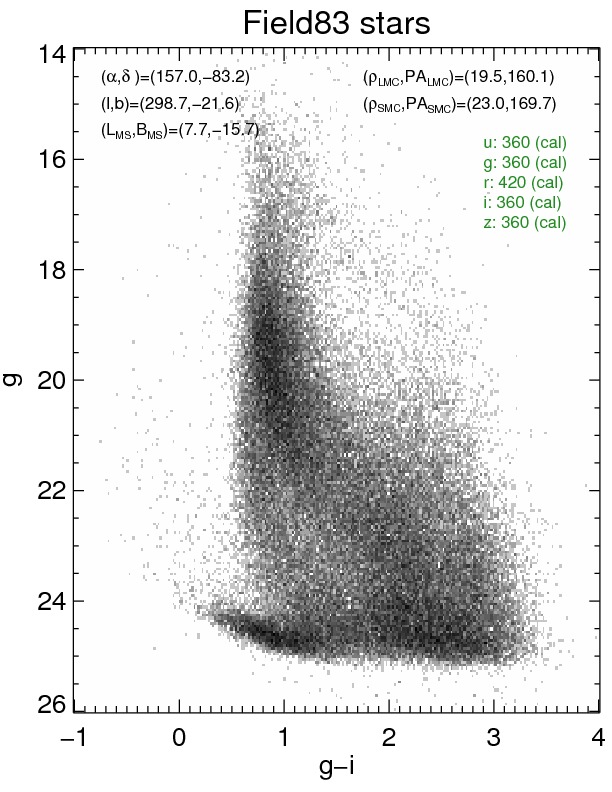 Field83 stars
14
(α,δ )=(157.0,−83.2)
(ρLMC,PALMC)=(19.5,160.1)
(l,b)=(298.7,−21.6)
(ρSMC,PASMC)=(23.0,169.7)
(LMS,BMS)=(7.7,−15.7)
u: 360 (cal)
g: 360 (cal)
r: 420 (cal)
i: 360 (cal)
z: 360 (cal)
16
18
g
20
22
24
26
−1 0 1 2 3 4
g−i